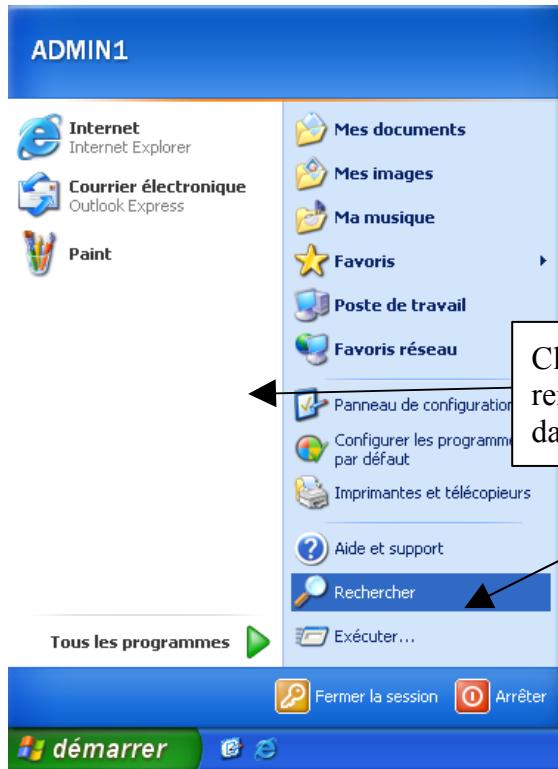 ADMIN1
Internet
Internet Explorer
Courrier électronique
Outlook Express
Paint
Tous les programmes
Mes documents
Mes images
Ma musique
Favoris
Poste de travail
Favoris réseau
Panneau de configuration
Configurer les
par défaut
Imprimantes et télécopieurs
Aide et support
Rechercher
Exécuter...
Fermer la session
Arrêter
démarrer